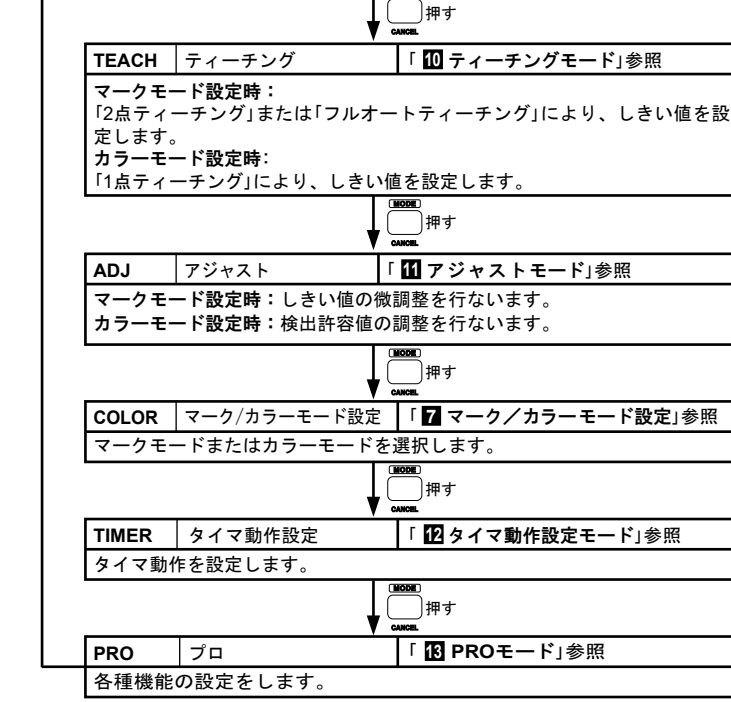 押す
CANCEL
TEACH ティーチング 「 10 ティーチングモード」参照
マークモード設定時：
「2点ティーチング」または「フルオートティーチング」により、しきい値を設
定します。
カラーモード設定時:
「1点ティーチング」により、しきい値を設定します。
MODE
押す
CANCEL
ADJ アジャスト 「 11 アジャストモード」参照
マークモード設定時：しきい値の微調整を行ないます。
カラーモード設定時：検出許容値の調整を行ないます。
MODE
押す
CANCEL
COLOR マーク/カラーモード設定 「 7 マーク／カラーモード設定」参照
マークモードまたはカラーモードを選択します。
MODE
押す
CANCEL
TIMER タイマ動作設定 「 12 タイマ動作設定モード」参照
タイマ動作を設定します。
MODE
押す
CANCEL
PRO プロ 「 13 PROモード」参照
各種機能の設定をします。